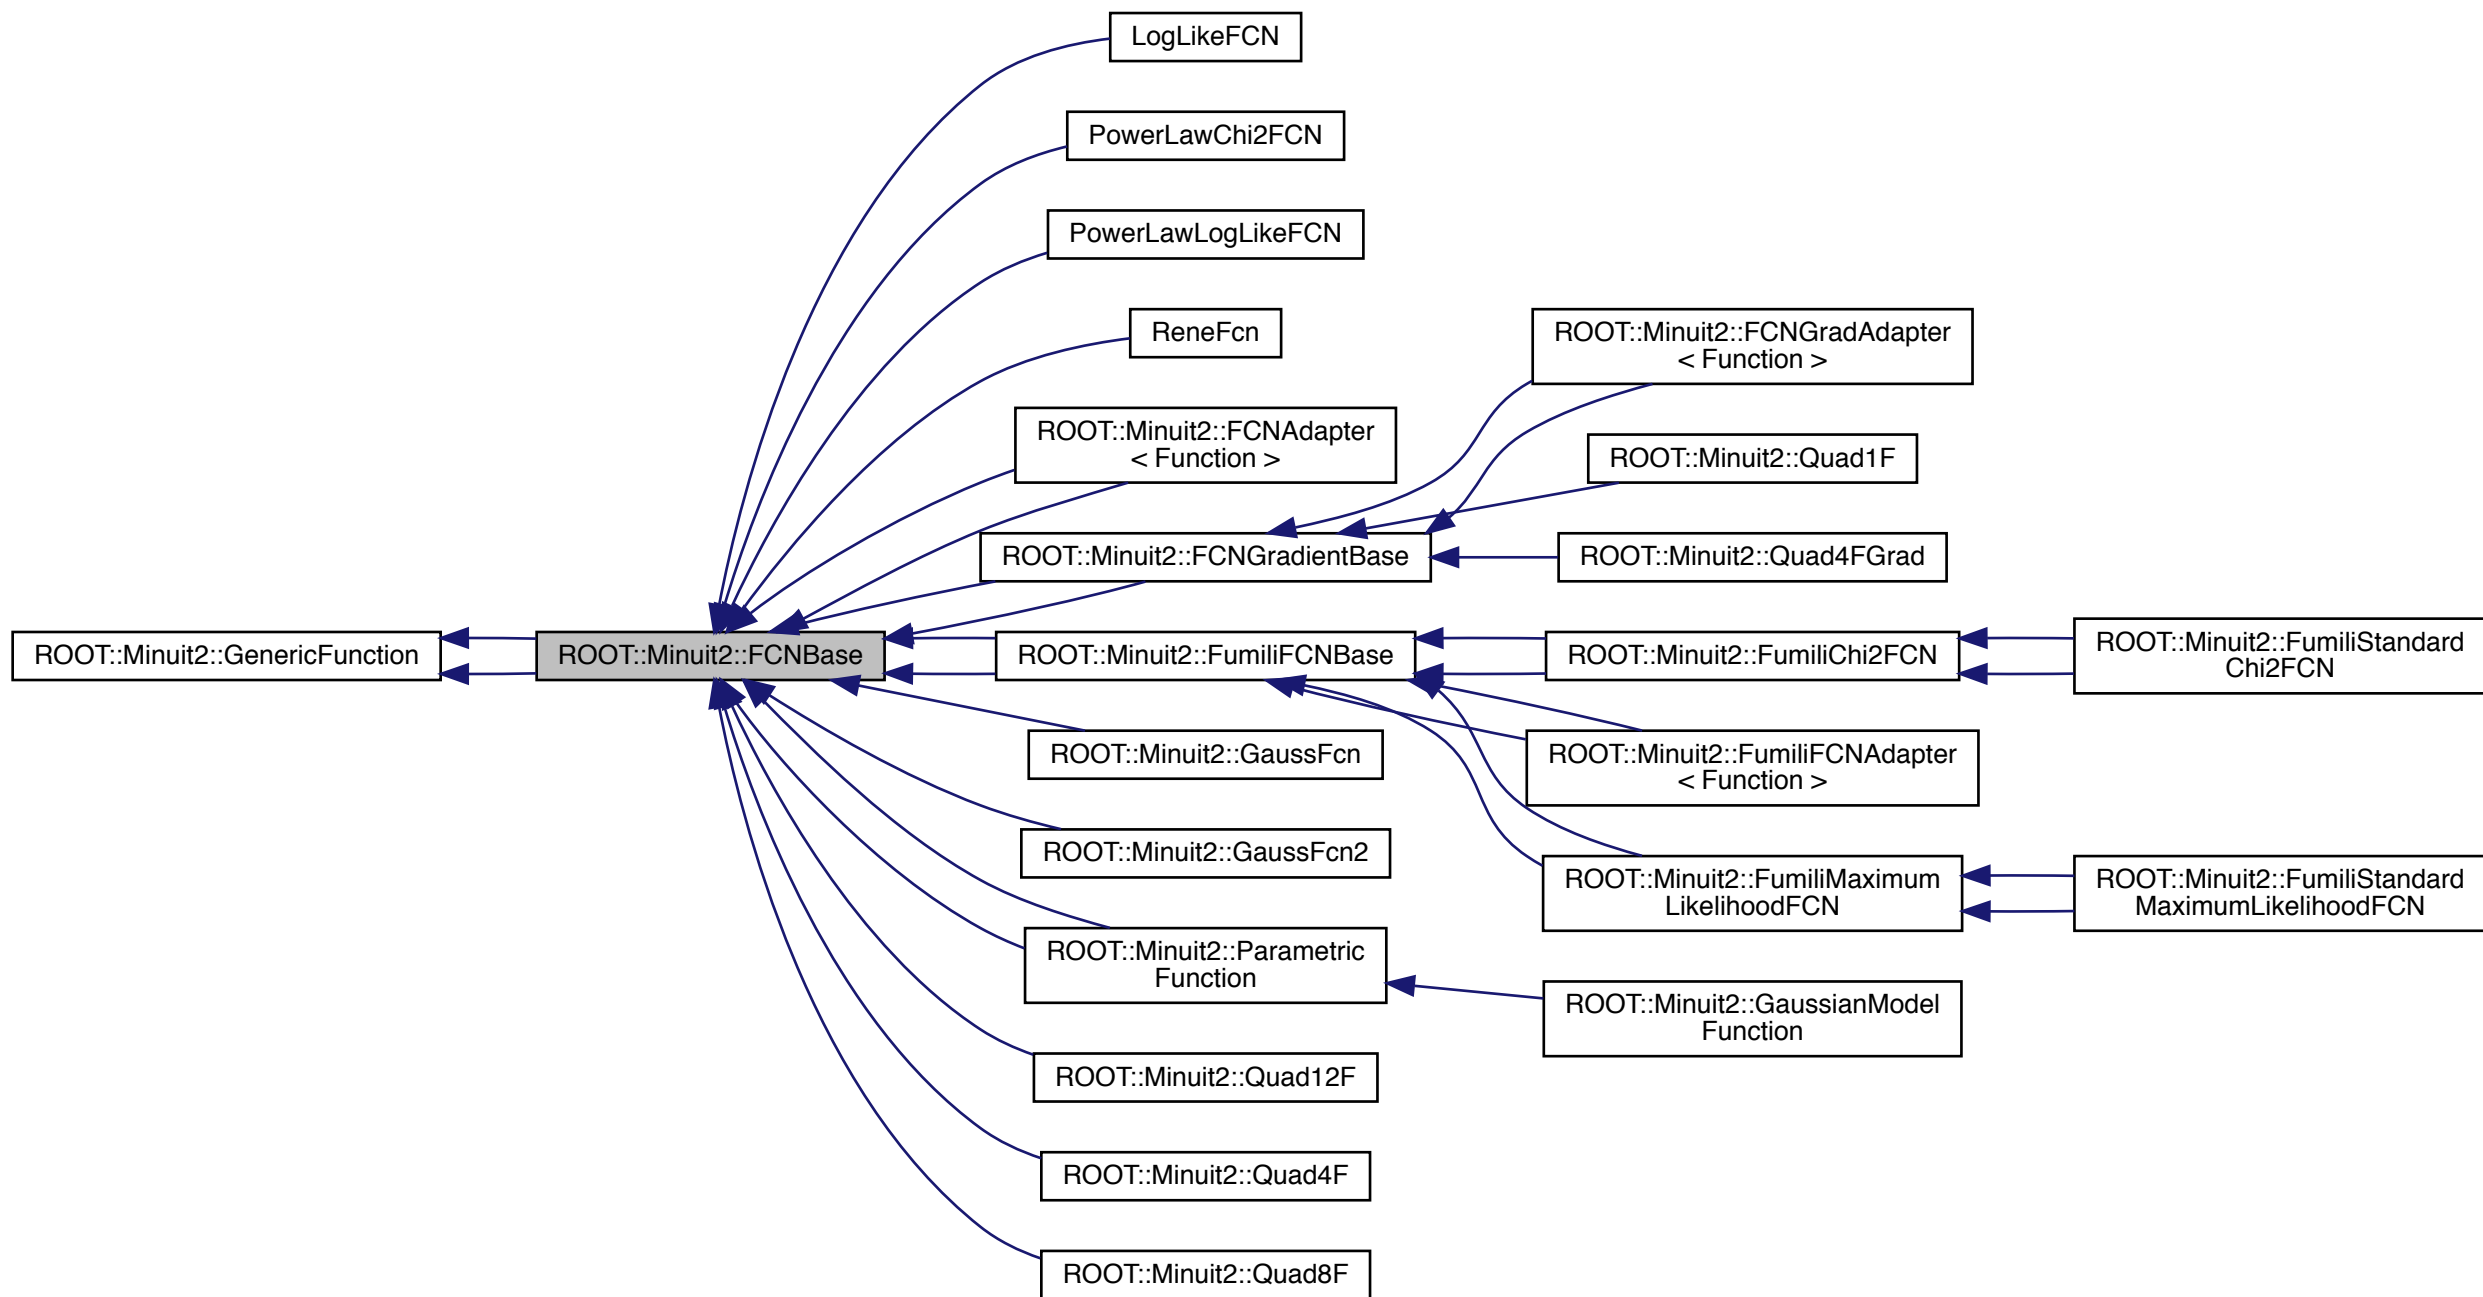 LogLikeFCN
PowerLawChi2FCN
PowerLawLogLikeFCN
ReneFcn
ROOT::Minuit2::FCNAdapter
< Function >
ROOT::Minuit2::FCNGradAdapter
< Function >
ROOT::Minuit2::Quad1F
ROOT::Minuit2::FCNGradientBase
ROOT::Minuit2::Quad4FGrad
ROOT::Minuit2::GenericFunction
ROOT::Minuit2::FCNBase
ROOT::Minuit2::FumiliFCNBase
ROOT::Minuit2::FumiliChi2FCN
ROOT::Minuit2::FumiliStandard
Chi2FCN
ROOT::Minuit2::GaussFcn
ROOT::Minuit2::FumiliFCNAdapter
< Function >
ROOT::Minuit2::GaussFcn2
ROOT::Minuit2::FumiliMaximum
LikelihoodFCN
ROOT::Minuit2::FumiliStandard
MaximumLikelihoodFCN
ROOT::Minuit2::Parametric
Function
ROOT::Minuit2::GaussianModel
Function
ROOT::Minuit2::Quad12F
ROOT::Minuit2::Quad4F
ROOT::Minuit2::Quad8F